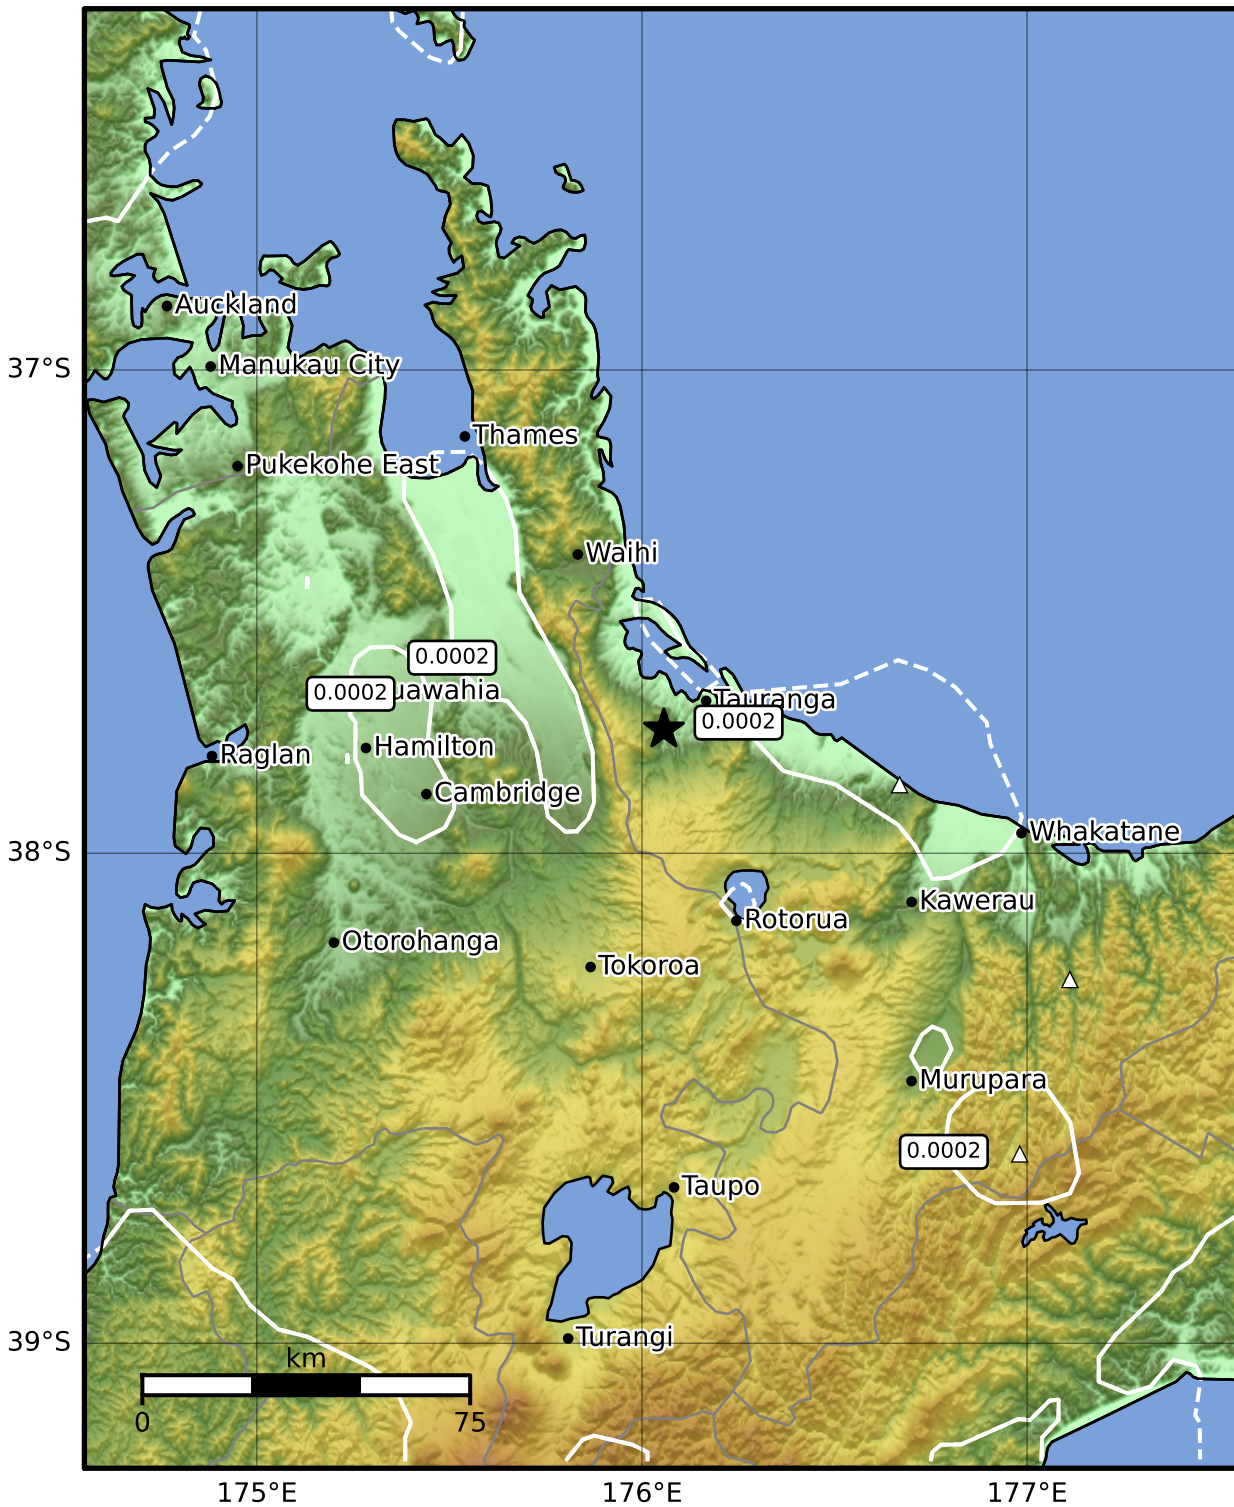 Auckland
37°S
Manukau City
Thames
Pukekohe East
Waihi
0.0002
0.0002
uawahia
Tauranga
0.0002
Hamilton
Raglan
Cambridge
Whakatane
38°S
Kawerau
Rotorua
Otorohanga
Tokoroa
Murupara
0.0002
Taupo
Turangi
39°S
km
0
75
175°E
176°E
177°E